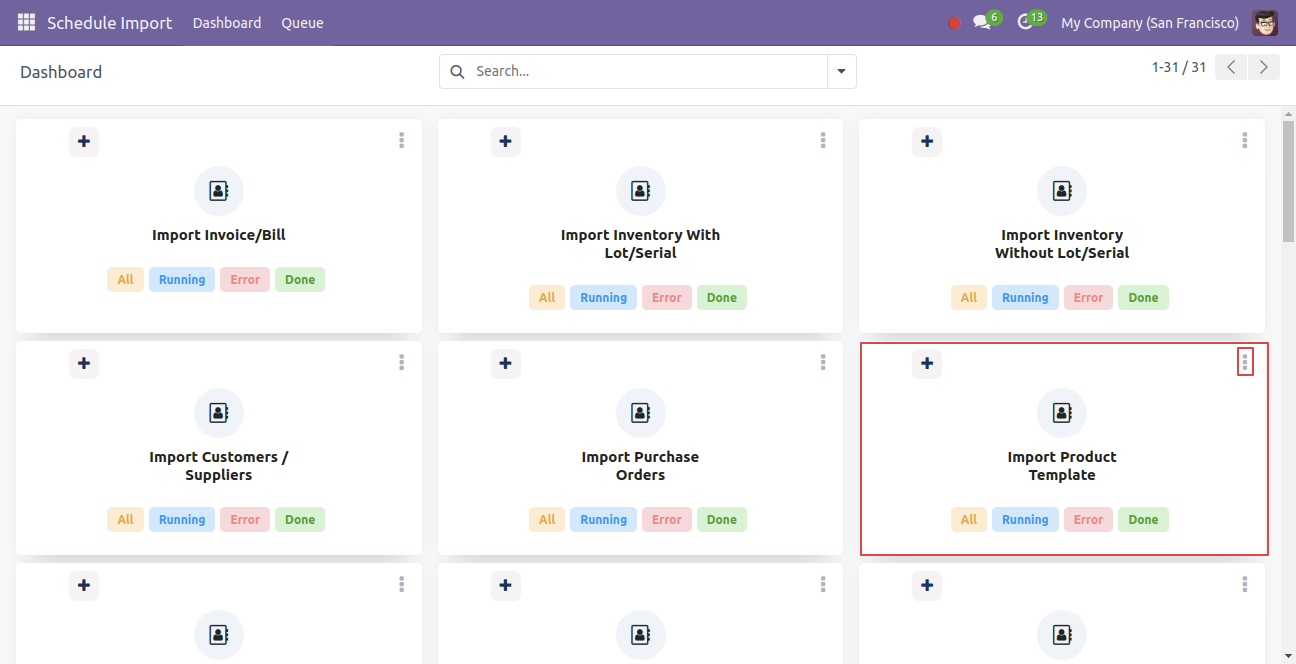 Schedule Import Dashboard Queue 6 13 My Company (San Francisco)
Dashboard Search... 1-31 / 31
Import Invoice/Bill
All Running Error Done
Import Inventory With
Lot/Serial
All Running Error Done
Import Inventory
Without Lot/Serial
All Running Error Done
Import Customers /
Suppliers
All Running Error Done
Import Purchase
Orders
All Running Error Done
Import Product
Template
All Running Error Done